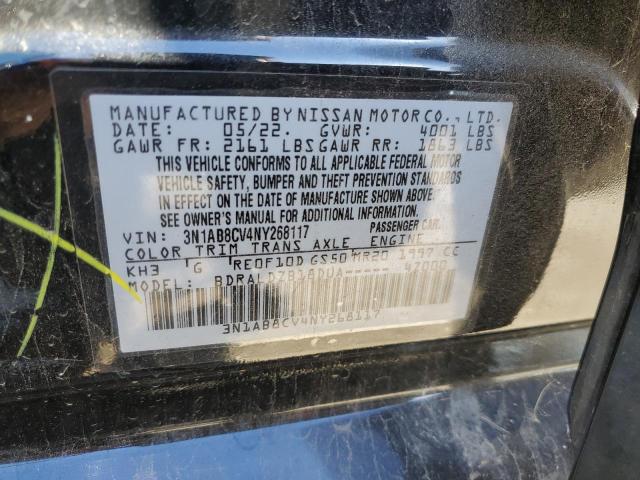 MANUFACTURED BY NISSAN MOTOR CO., LTD.
DATE: 05/22. GVWR: 4001 LBS
GAWR FR: 2161 LBS GAWR RR: 1863 LBS
THIS VEHICLE CONFORMS TO ALL APPLICABLE FEDERAL MOTOR
VEHICLE SAFETY, BUMPER AND THEFT PREVENTION STANDARDS
IN EFFECT ON THE DATE OF MANUFACTURE SHOWN ABOVE.
SEE OWNER'S MANUAL FOR ADDITIONAL INFORMATION.
VIN: 3N1AB8CV4NY268117 PASSENGER CAR
COLOR TRIM TRANS AXLE ENGINE
KH3 G RE0F10D GS50 MR20 1997 CC
MODEL: BDRALDZB18DUA----- 47000
3N1AB8CV4NY268117